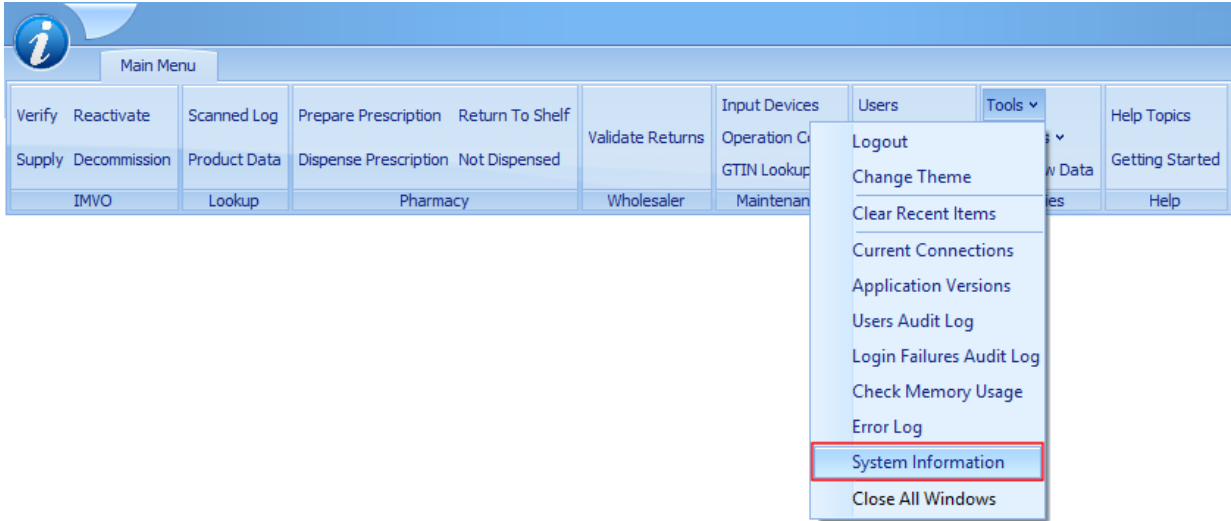 i
Main Menu
Verify Reactivate Scanned Log Prepare Prescription Return To Shelf Validate Returns Input Devices Users Tools Help Topics
Supply Decommission Product Data Dispense Prescription Not Dispensed Operation Data Getting Started
GTIN Lookup
IMVO Lookup Pharmacy Wholesaler Help
Logout
Change Theme
Clear Recent Items
Current Connections
Application Versions
Users Audit Log
Login Failures Audit Log
Check Memory Usage
Error Log
System Information
Close All Windows